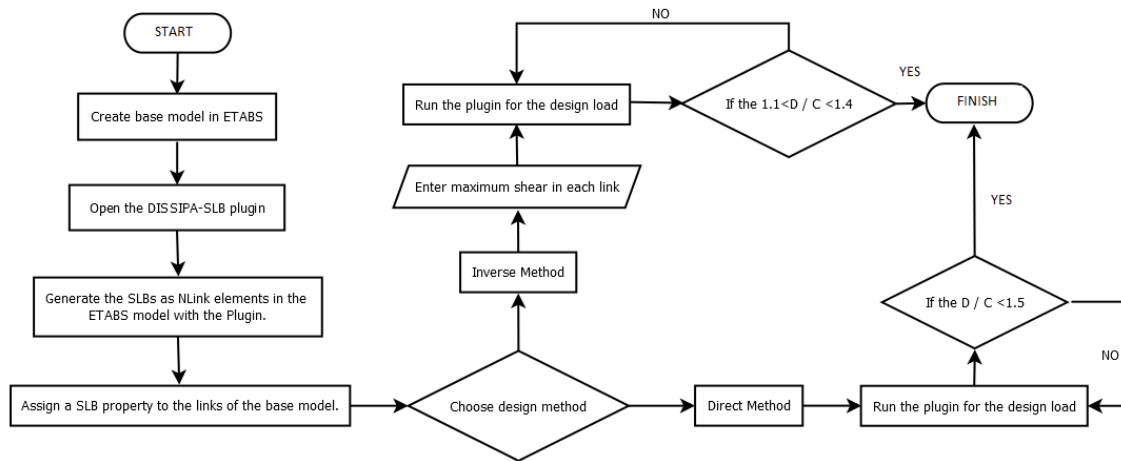 START
Create base model in ETABS
Open the DISSIPA-SLB plugin
Generate the SLBs as NLink elements in the
ETABS model with the Plugin.
Assign a SLB property to the links of the base model.
Choose design method
Inverse Method
Enter maximum shear in each link
Run the plugin for the design load
If the 1.1<D / C <1.4
NO
YES
FINISH
Direct Method
Run the plugin for the design load
If the D / C <1.5
YES
NO